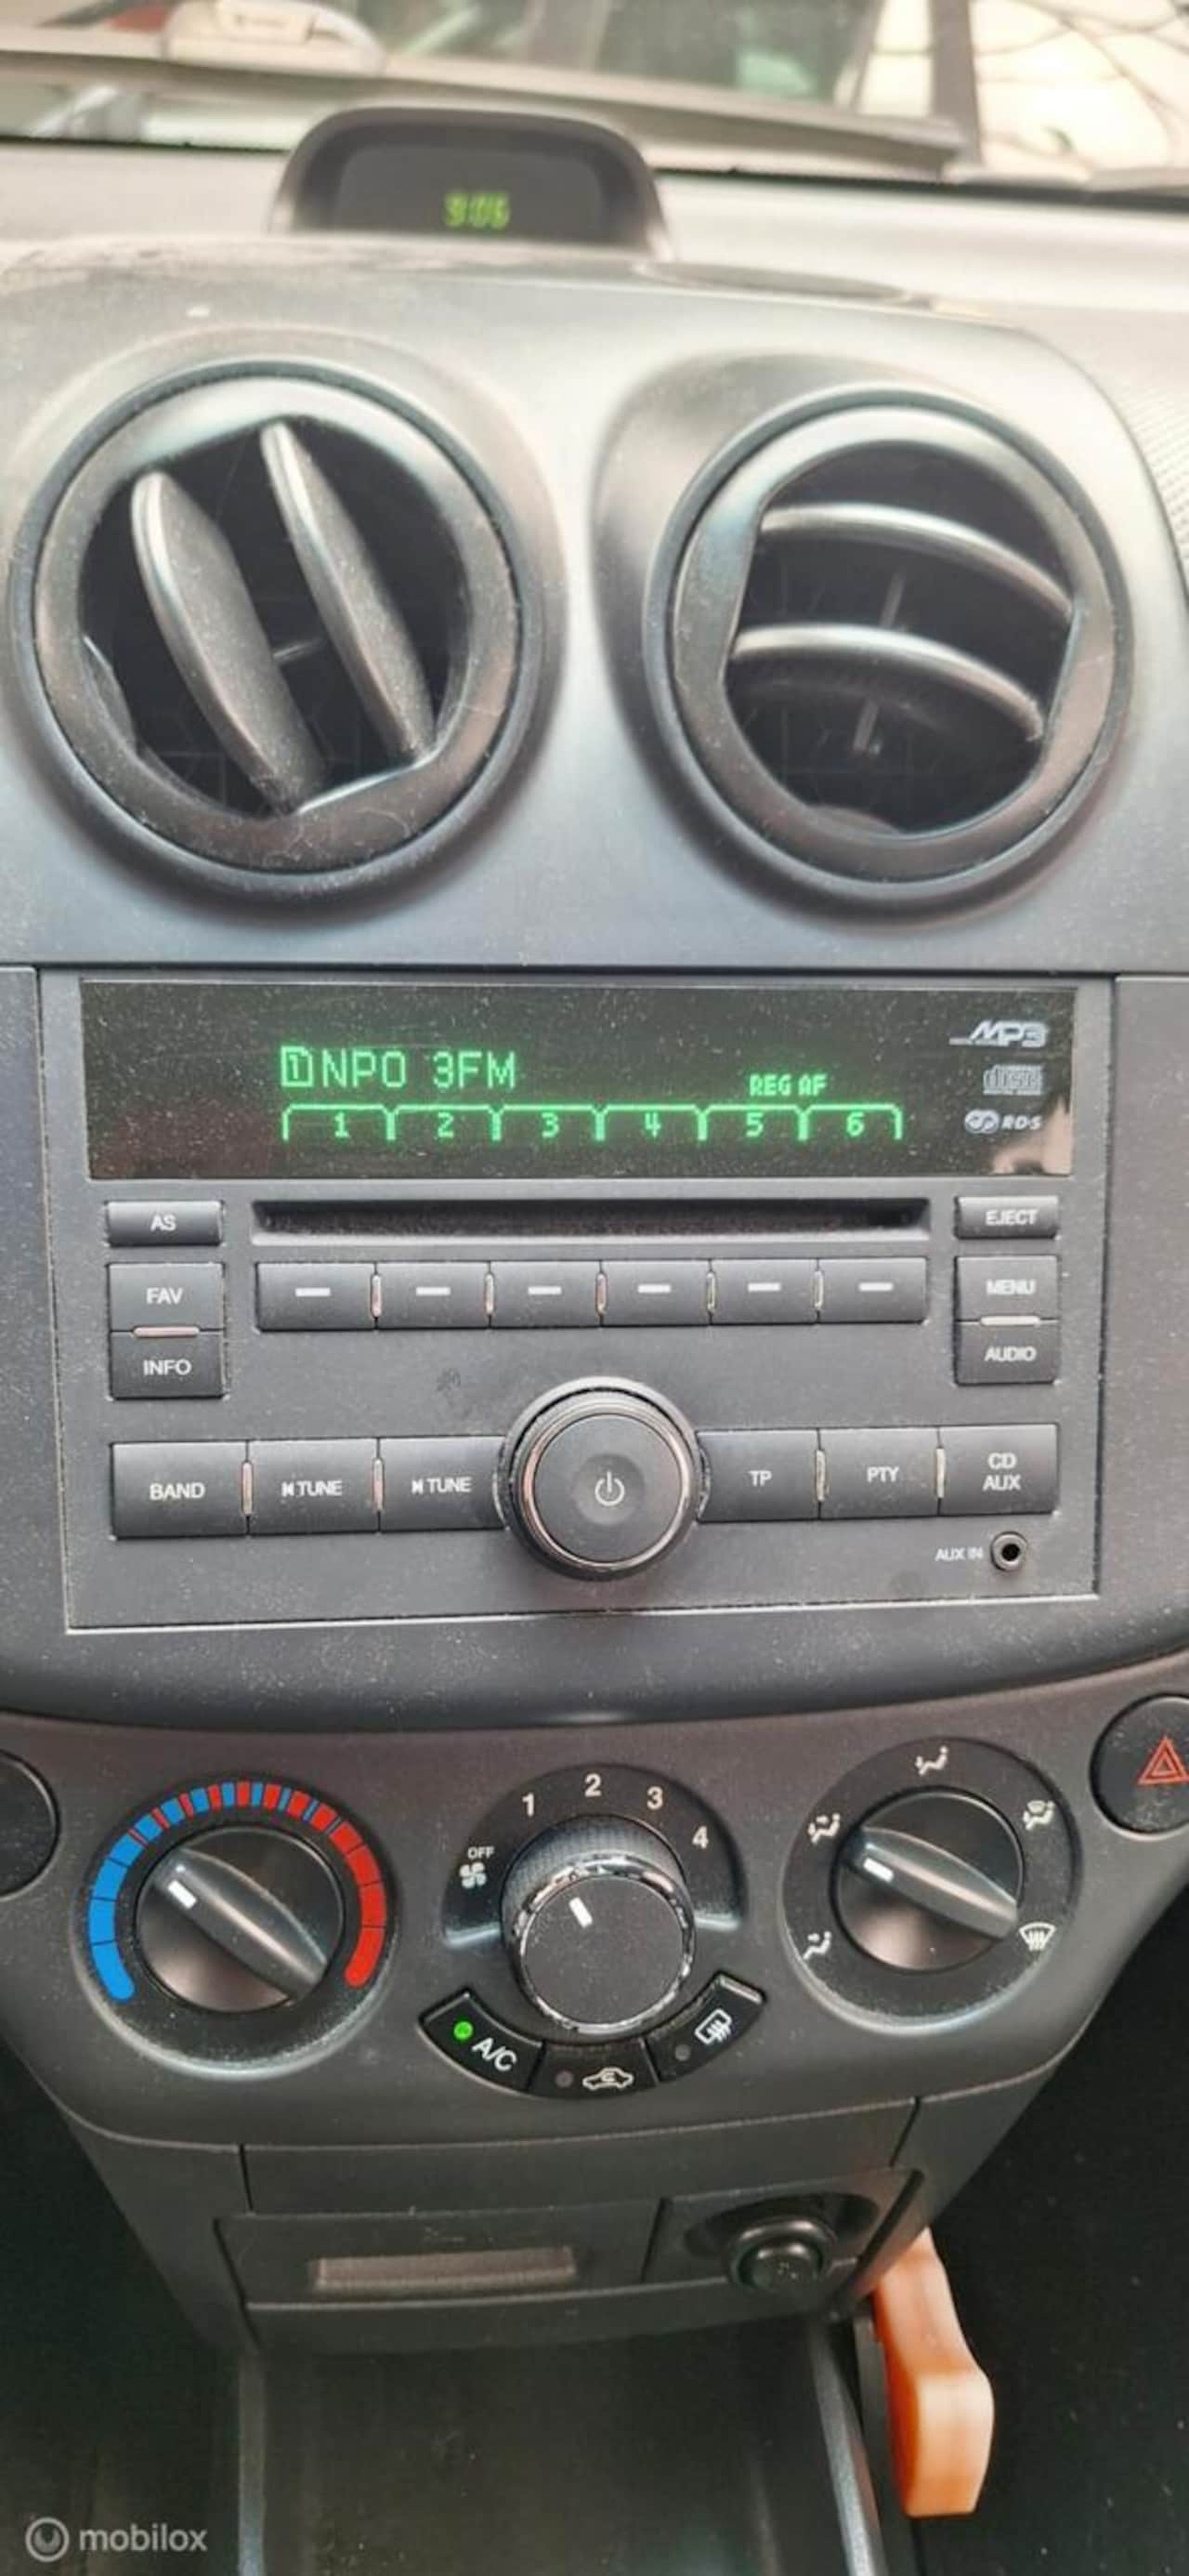 9:06
MP3
1 NPO 3FM
REG AF
disc
1 2 3 4 5 6
RDS
AS
EJECT
FAV
MENU
INFO
AUDIO
BAND
TUNE
TUNE
TP
PTY
CD
AUX
AUX IN
OFF
1
2
3
4
A/C
mobilox